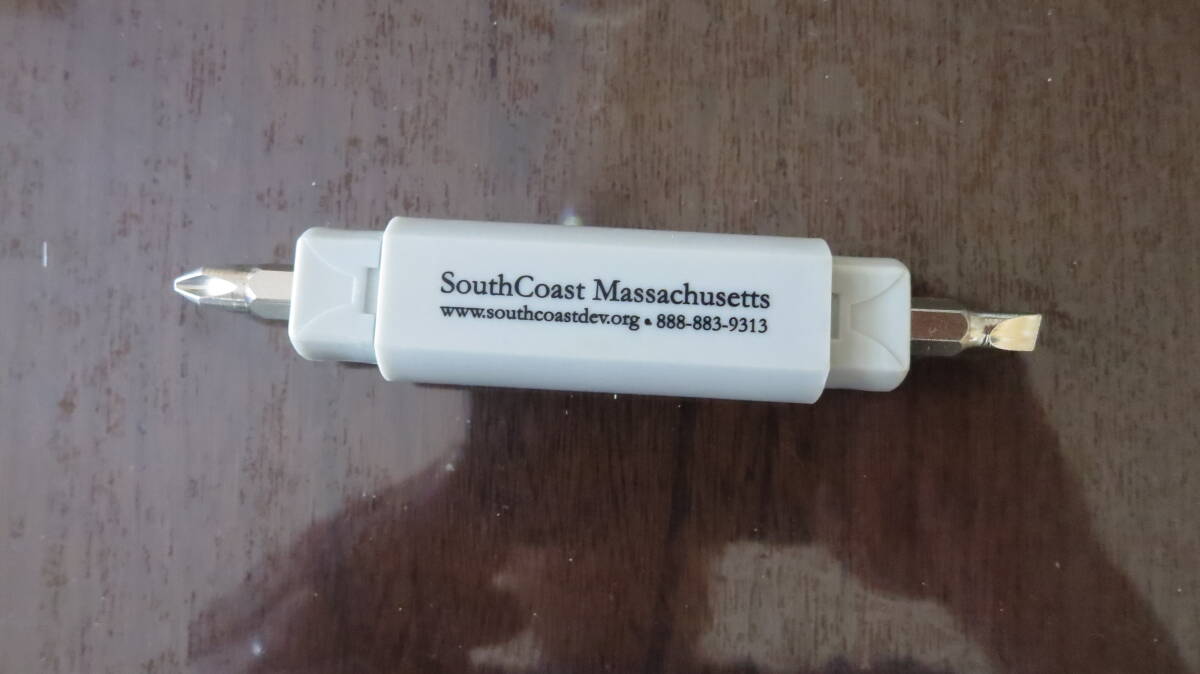 SouthCoast Massachusetts
www.southcoastdev.org • 888-883-9313